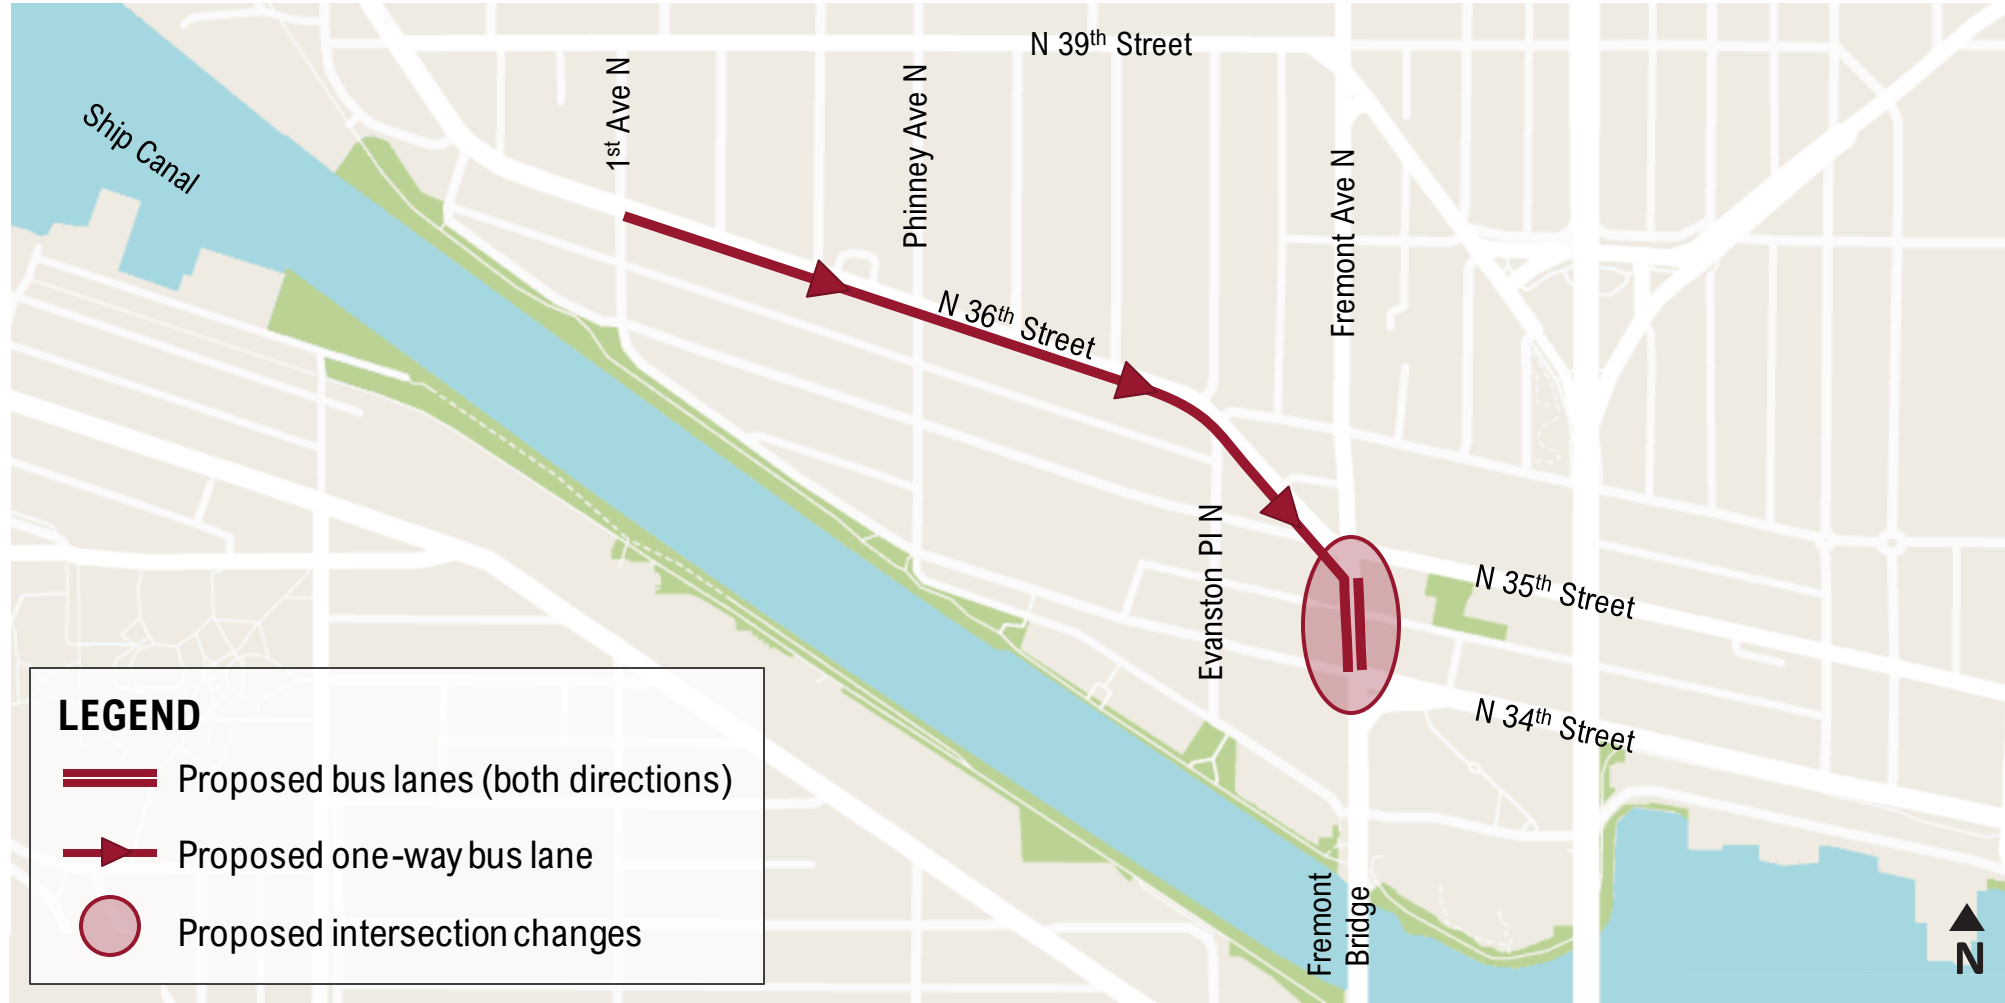 N 39th Street
Ship Canal
1st Ave N
Phinney Ave N
Fremont Ave N
N 36th Street
Evanston Pl N
N 35th Street
N 34th Street
Fremont
Bridge
LEGEND
Proposed bus lanes (both directions)
Proposed one-way bus lane
Proposed intersection changes
N